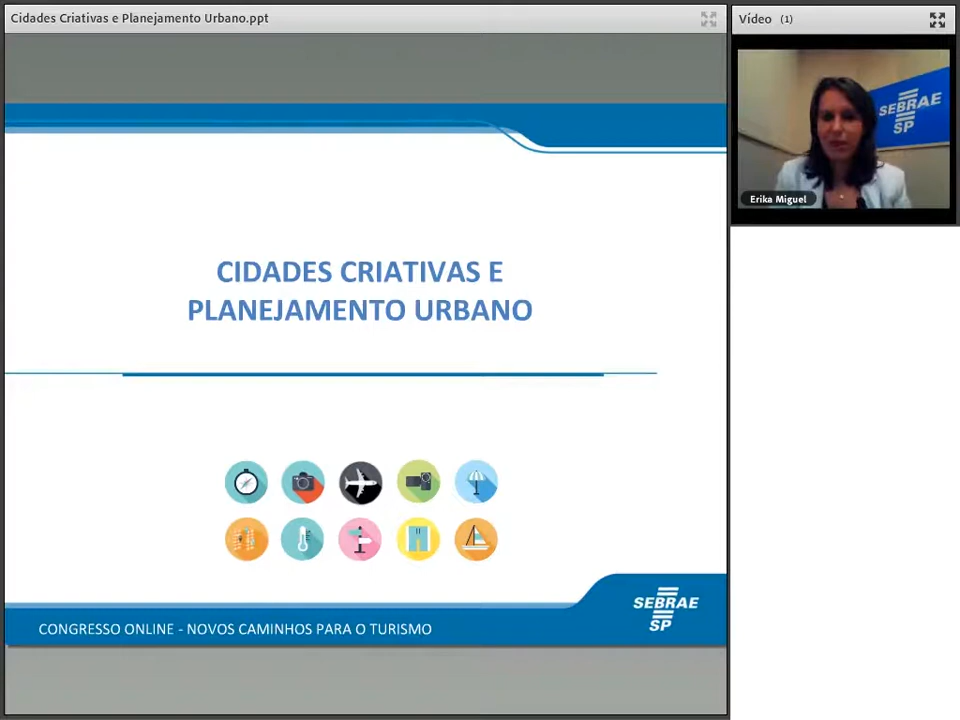 Cidades Criativas e Planejamento Urbano.ppt
Vídeo (1)
SEBRAE
SP
Erika Miguel
CIDADES CRIATIVAS E
PLANEJAMENTO URBANO
SEBRAE
SP
CONGRESSO ONLINE - NOVOS CAMINHOS PARA O TURISMO